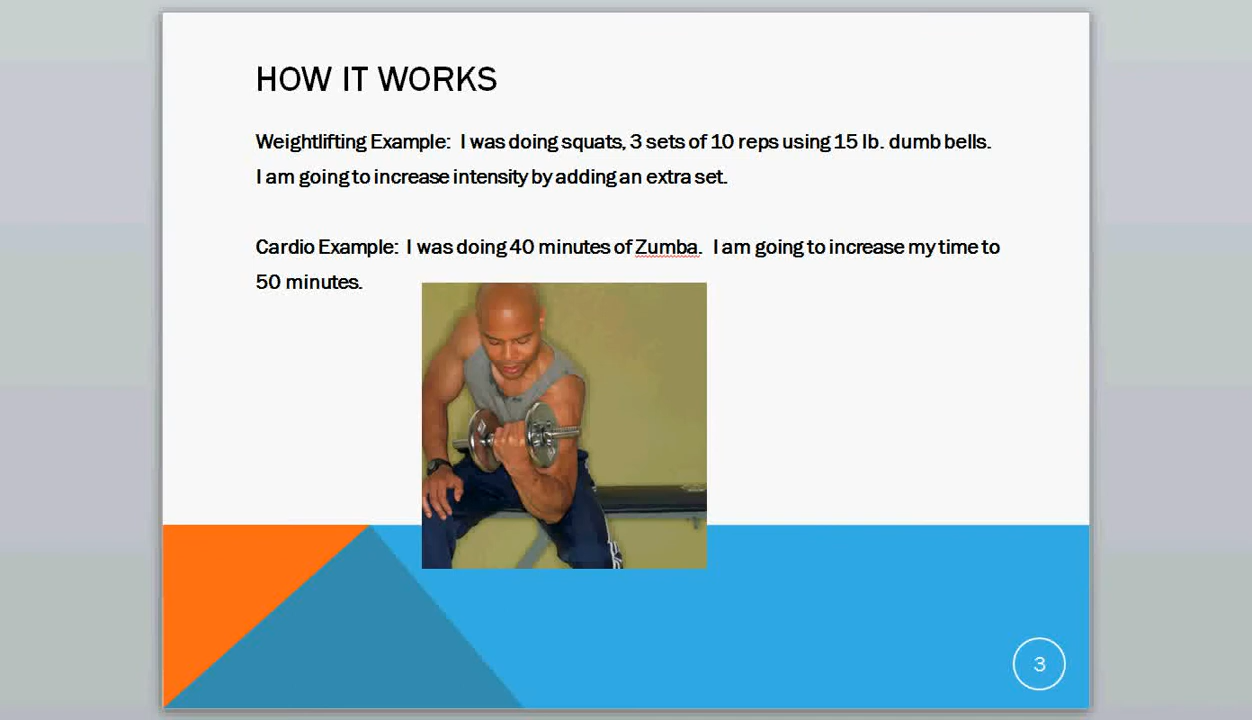 HOW IT WORKS
Weightlifting Example:  I was doing squats, 3 sets of 10 reps using 15 lb. dumb bells.
I am going to increase intensity by adding an extra set.
Cardio Example:  I was doing 40 minutes of Zumba.  I am going to increase my time to
50 minutes.
3